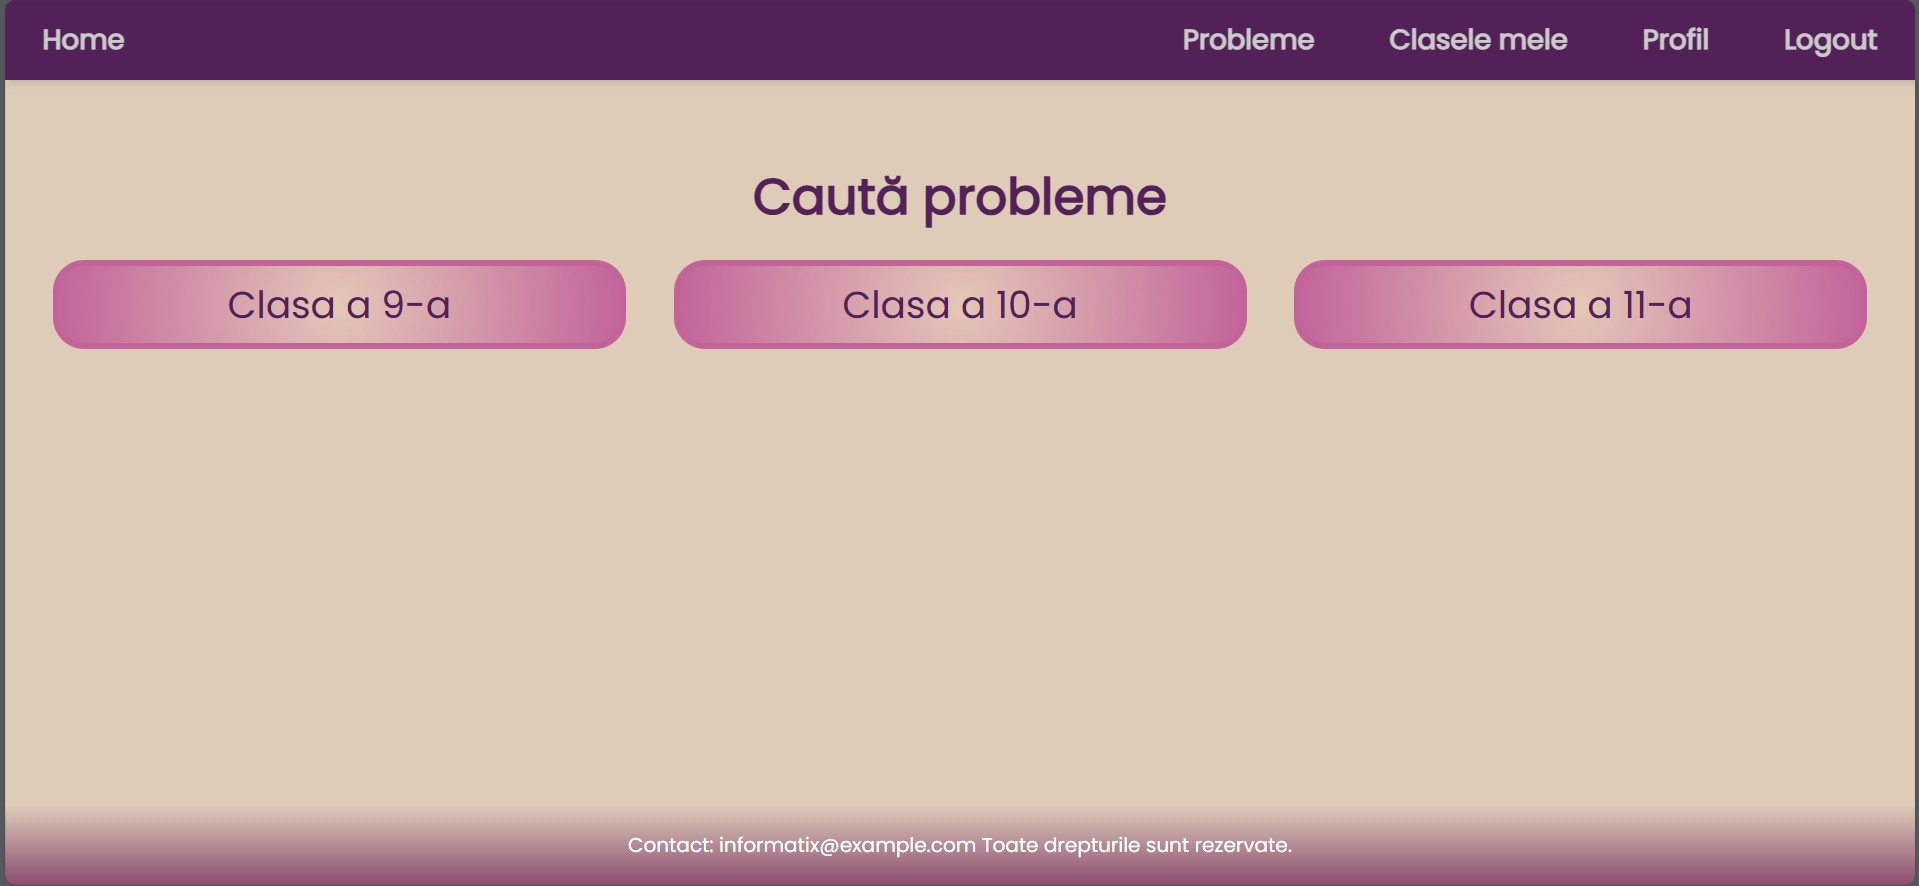 Home Probleme Clasele mele Profil Logout
Caută probleme
Clasa a 9-a Clasa a 10-a Clasa a 11-a
Contact: informatix@example.com Toate drepturile sunt rezervate.